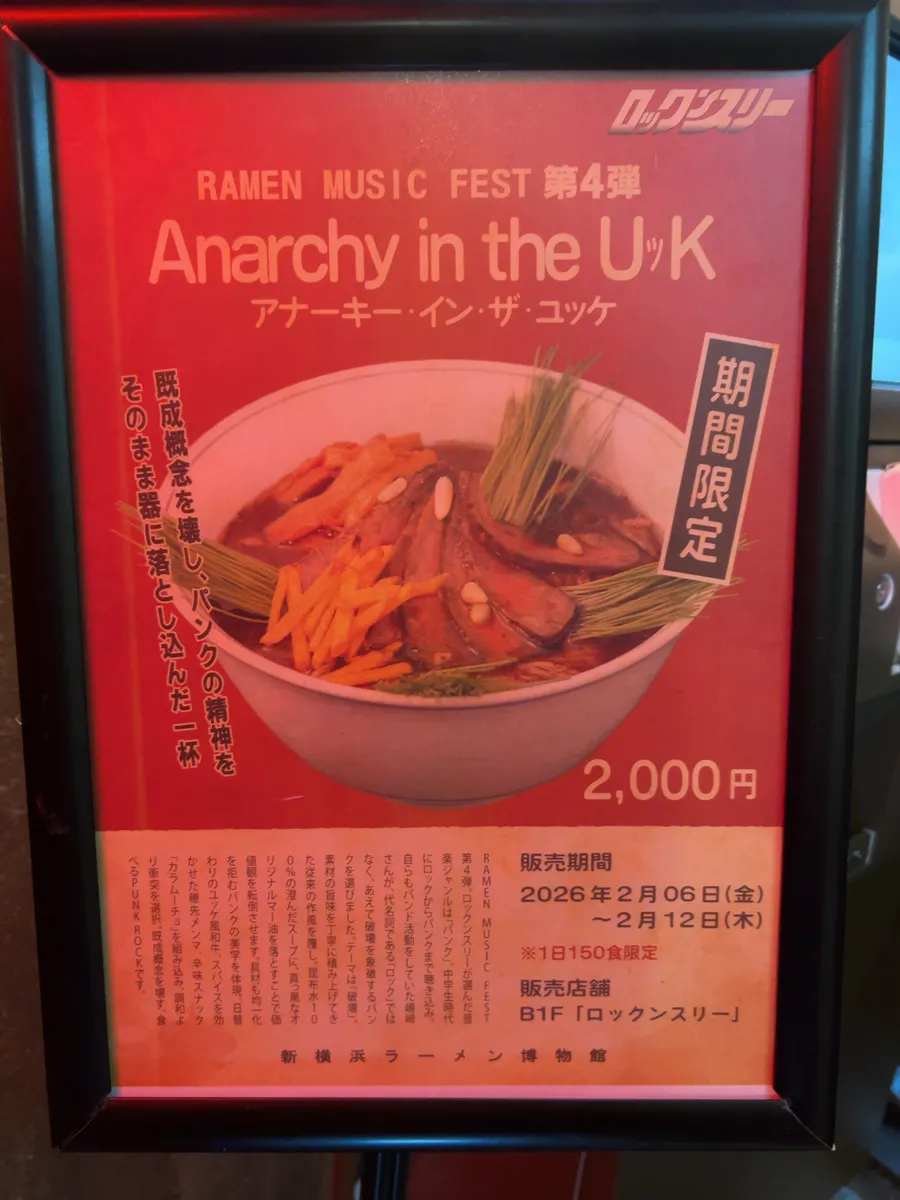 ロックンスリー
RAMEN MUSIC FEST 第4弾
Anarchy in the UッK
アナーキー・イン・ザ・ユッケ
期間限定
既成概念を壊し、パンクの精神を
そのまま器に落とし込んだ一杯
2,000円
RAMEN MUSIC FEST
第4弾、ロックンスリーが選んだ音
楽ジャンルは「パンク」。中学生時代
にロックからパンクまで聴き込み、
自らもバンド活動をしていた嶋﨑
さんが、代名詞である「ロック」では
なく、あえて破壊を象徴するパン
クを選びました。テーマは「破壊」。
素材の旨味を丁寧に積み上げてき
た従来の作風を覆し、昆布水10
0%の澄んだスープに、真っ黒なオ
リジナルマー油を落とすことで価
値観を転倒させます。具材も均一化
を拒むパンクの美学を体現。日替
わりのユッケ風和牛、スパイスを効
かせた穂先メンマ、辛味スナック
「カラムーチョ」を組み込み、調和よ
り衝突を選択。既成概念を壊す、食
べるPUNK ROCKです。
販売期間
2026年2月06日(金)
～2月12日(木)
※1日150食限定
販売店舗
B1F「ロックンスリー」
新横浜ラーメン博物館